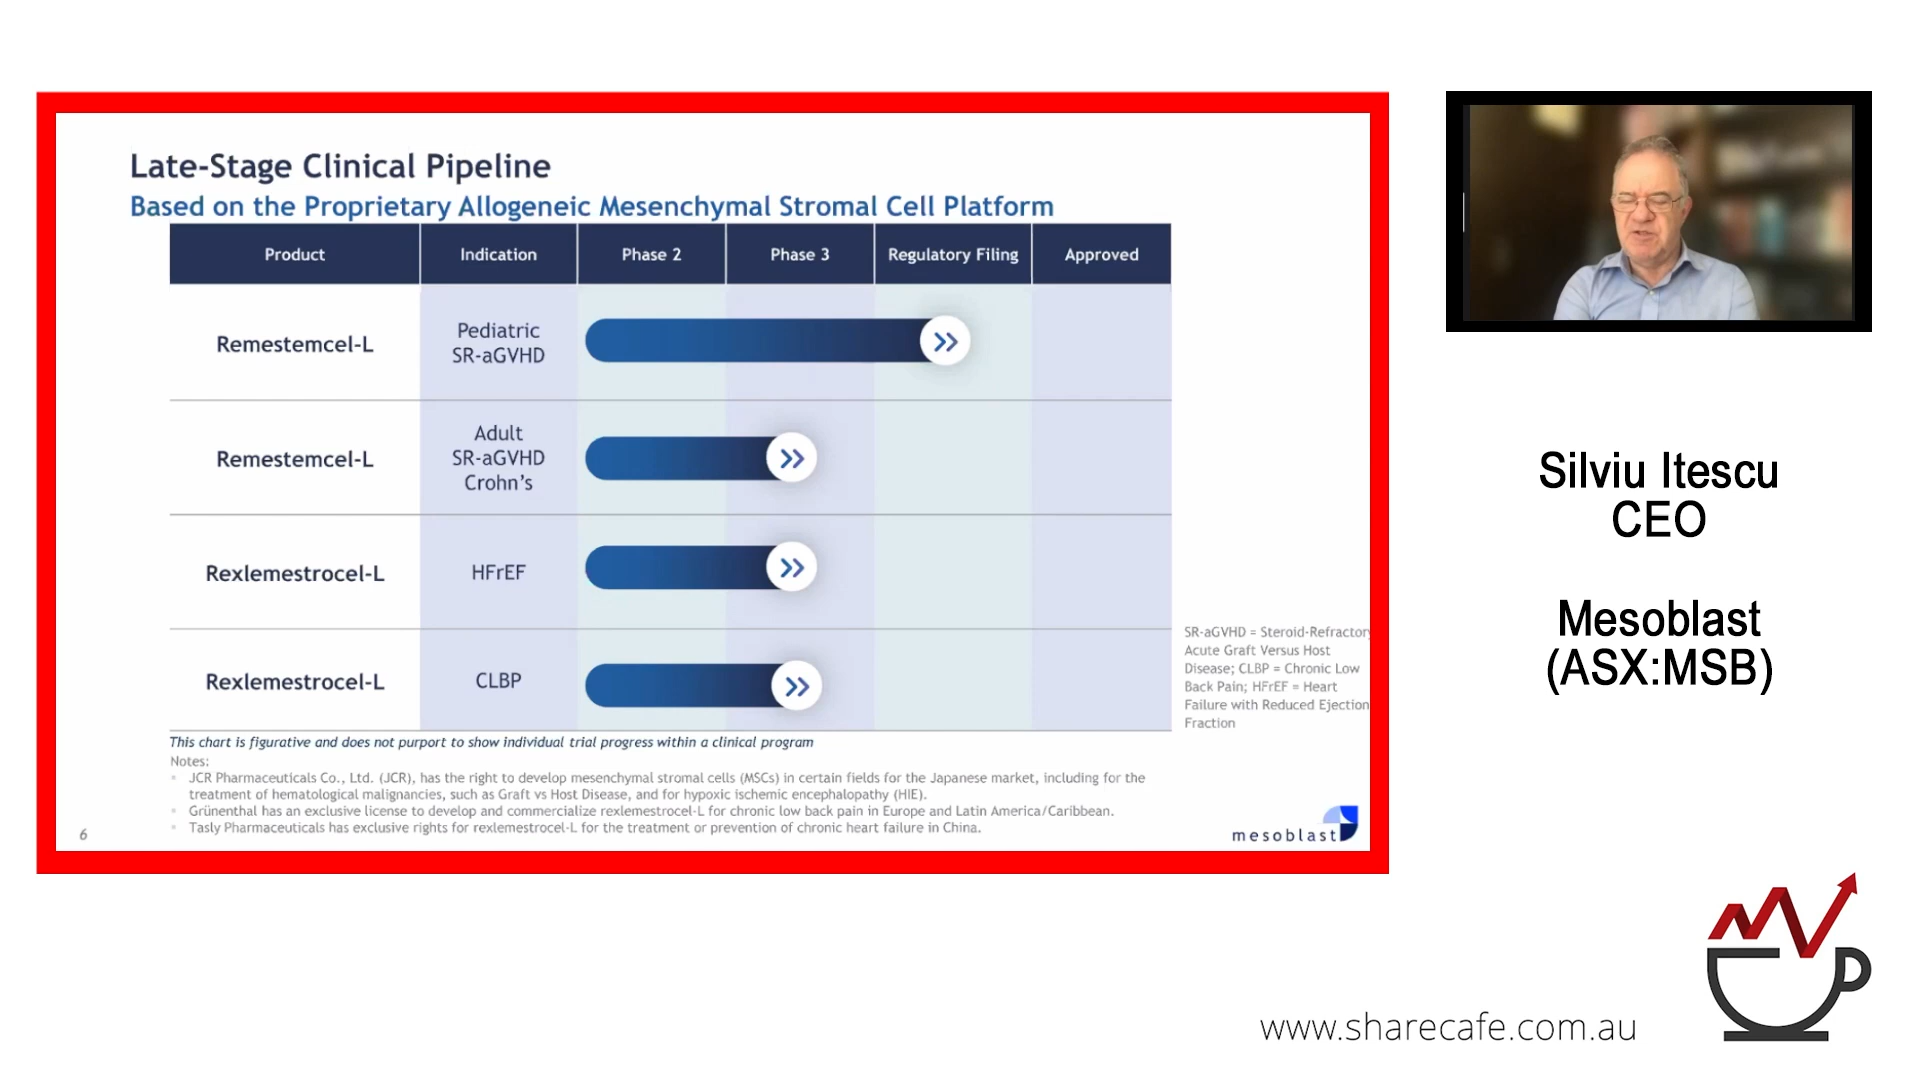 Late-Stage Clinical Pipeline
Based on the Proprietary Allogeneic Mesenchymal Stromal Cell Platform
Product Indication Phase 2 Phase 3 Regulatory Filing Approved
Remestemcel-L
Pediatric
SR-aGVHD
Remestemcel-L
Adult
SR-aGVHD
Crohn's
Rexlemestrocel-L
HFrEF
Rexlemestrocel-L
CLBP
SR-aGVHD = Steroid-Refractory
Acute Graft Versus Host
Disease; CLBP = Chronic Low
Back Pain; HFrEF = Heart
Failure with Reduced Ejection
Fraction
This chart is figurative and does not purport to show individual trial progress within a clinical program
Notes:
JCR Pharmaceuticals Co., Ltd. (JCR), has the right to develop mesenchymal stromal cells (MSCs) in certain fields for the Japanese market, including for the
treatment of hematological malignancies, such as Graft vs Host Disease, and for hypoxic ischemic encephalopathy (HIE).
Grünenthal has an exclusive license to develop and commercialize rexlemestrocel-L for chronic low back pain in Europe and Latin America/Caribbean.
Tasly Pharmaceuticals has exclusive rights for rexlemestrocel-L for the treatment or prevention of chronic heart failure in China.
6
mesoblast
Silviu Itescu
CEO
Mesoblast
(ASX:MSB)
www.sharecafe.com.au